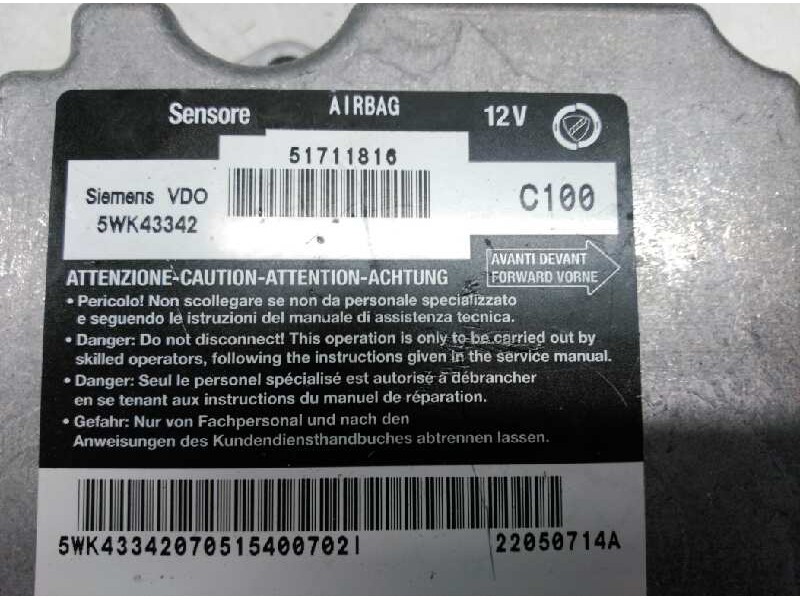 Sensore AIRBAG 12V
51711816
Siemens VDO
5WK43342
C100
AVANTI DEVANT
FORWARD VORNE
ATTENZIONE-CAUTION-ATTENTION-ACHTUNG
• Pericolo! Non scollegare se non da personale specializzato
e seguendo le istruzioni del manuale di assistenza tecnica.
• Danger: Do not disconnect! This operation is only to be carried out by
skilled operators, following the instructions given in the service manual.
• Danger: Seul le personel spécialisé est autorisé à débrancher
en se tenant aux instructions du manuel de réparation.
• Gefahr: Nur von Fachpersonal und nach den
Anweisungen des Kundendiensthandbuches abtrennen lassen.
5WK43342070515400702I
22050714A